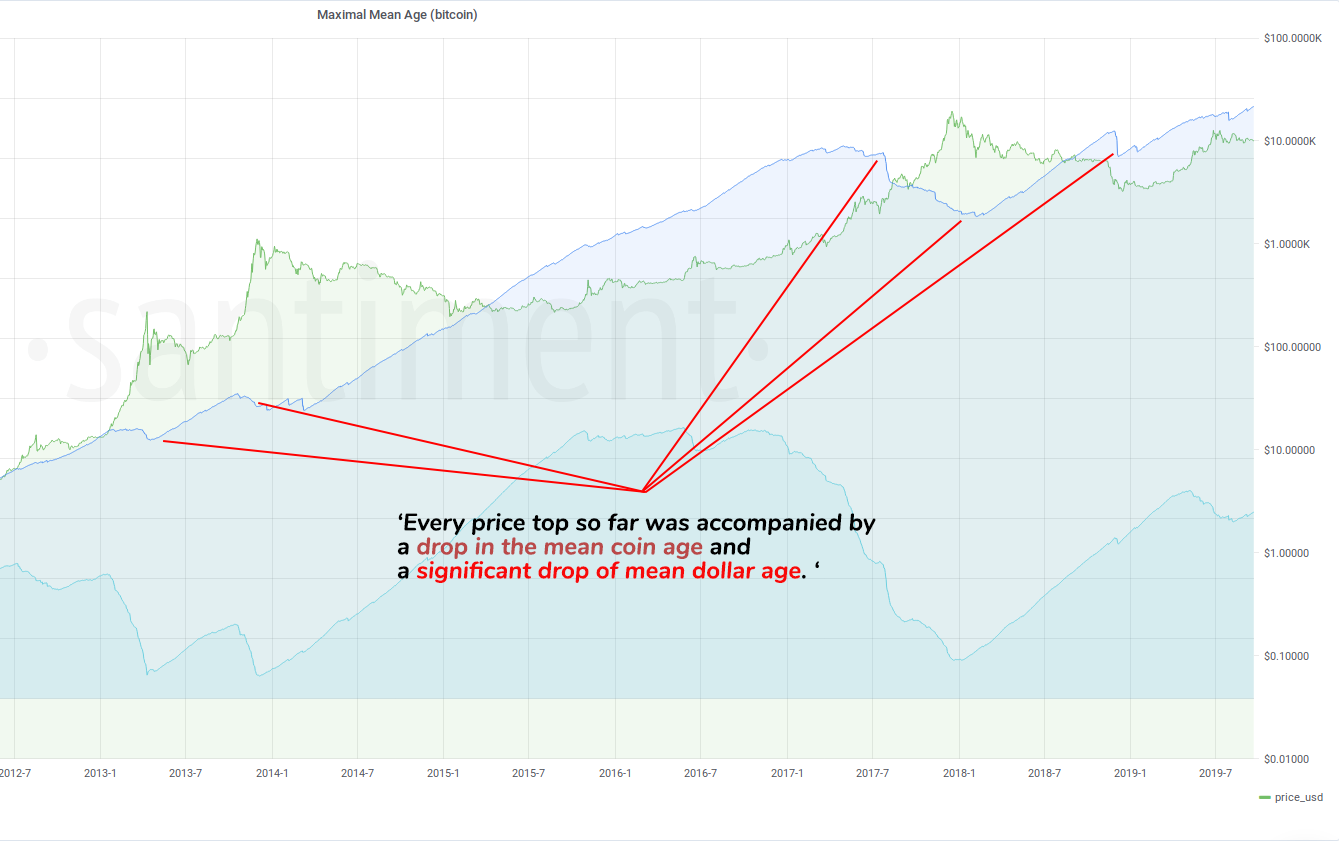 Maximal Mean Age (bitcoin)
$100.0000K
$10.0000K
$1.0000K
$100.00000
$10.00000
$1.00000
$0.10000
$0.01000
·santiment·
‘Every price top so far was accompanied by
a drop in the mean coin age and
a significant drop of mean dollar age. ‘
2012-7 2013-1 2013-7 2014-1 2014-7 2015-1 2015-7 2016-1 2016-7 2017-1 2017-7 2018-1 2018-7 2019-1 2019-7
price_usd